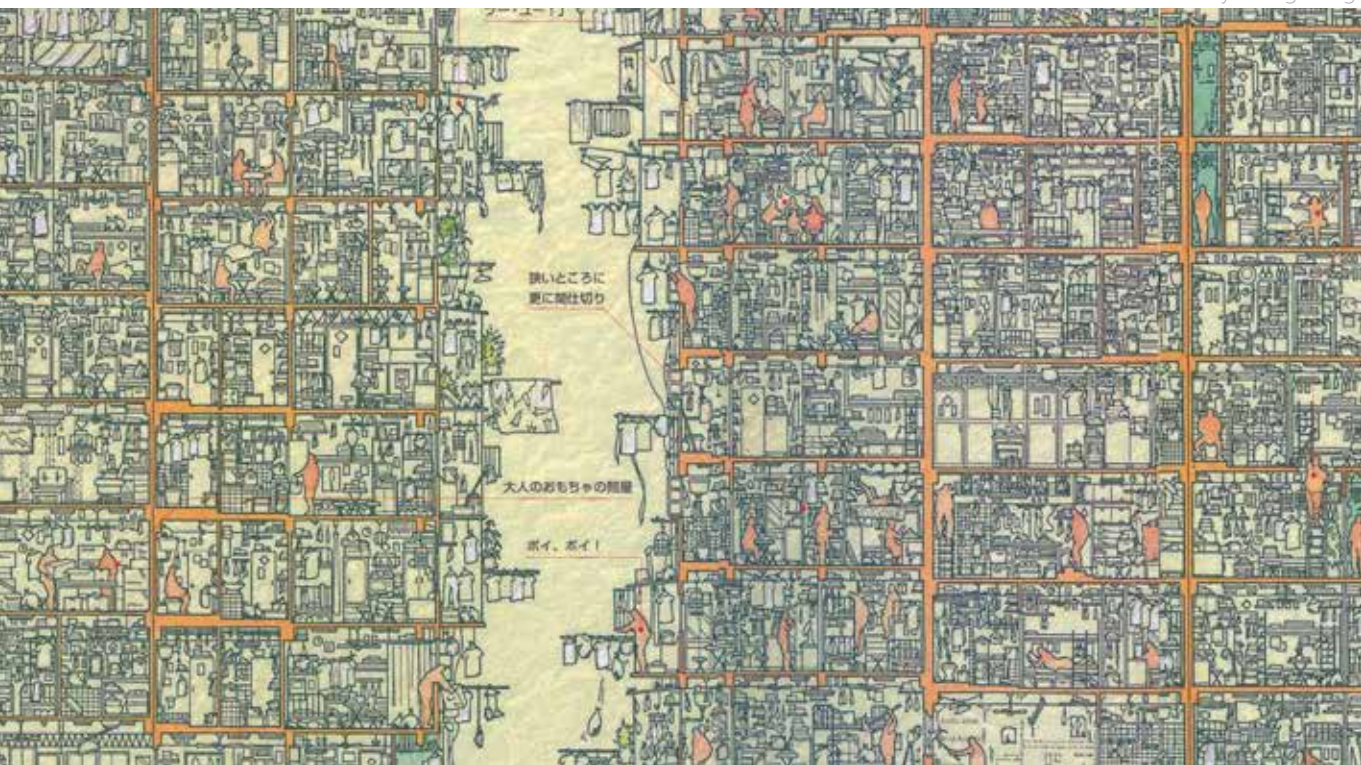 狭いところに
更に間仕切り
大人のおもちゃの問屋
ポイ、ポイ！